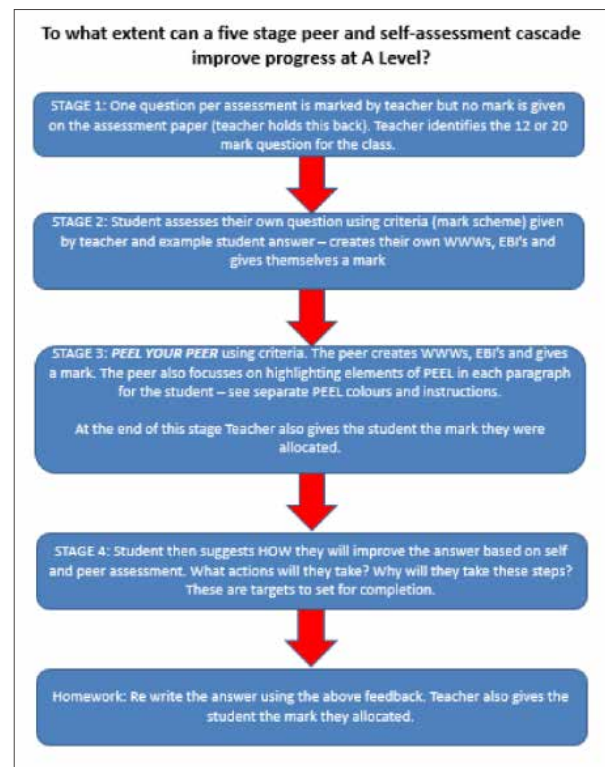 To what extent can a five stage peer and self-assessment cascade
improve progress at A Level?
STAGE 1: One question per assessment is marked by teacher but no mark is given
on the assessment paper (teacher holds this back). Teacher identifies the 12 or 20
mark question for the class.
STAGE 2: Student assesses their own question using criteria (mark scheme) given
by teacher and example student answer – creates their own WWWs, EBI's and
gives themselves a mark
STAGE 3: PEEL YOUR PEER using criteria. The peer creates WWWs, EBI's and gives
a mark. The peer also focusses on highlighting elements of PEEL in each paragraph
for the student – see separate PEEL colours and instructions.
At the end of this stage Teacher also gives the student the mark they were
allocated.
STAGE 4: Student then suggests HOW they will improve the answer based on self
and peer assessment. What actions will they take? Why will they take these steps?
These are targets to set for completion.
Homework: Re write the answer using the above feedback. Teacher also gives the
student the mark they allocated.